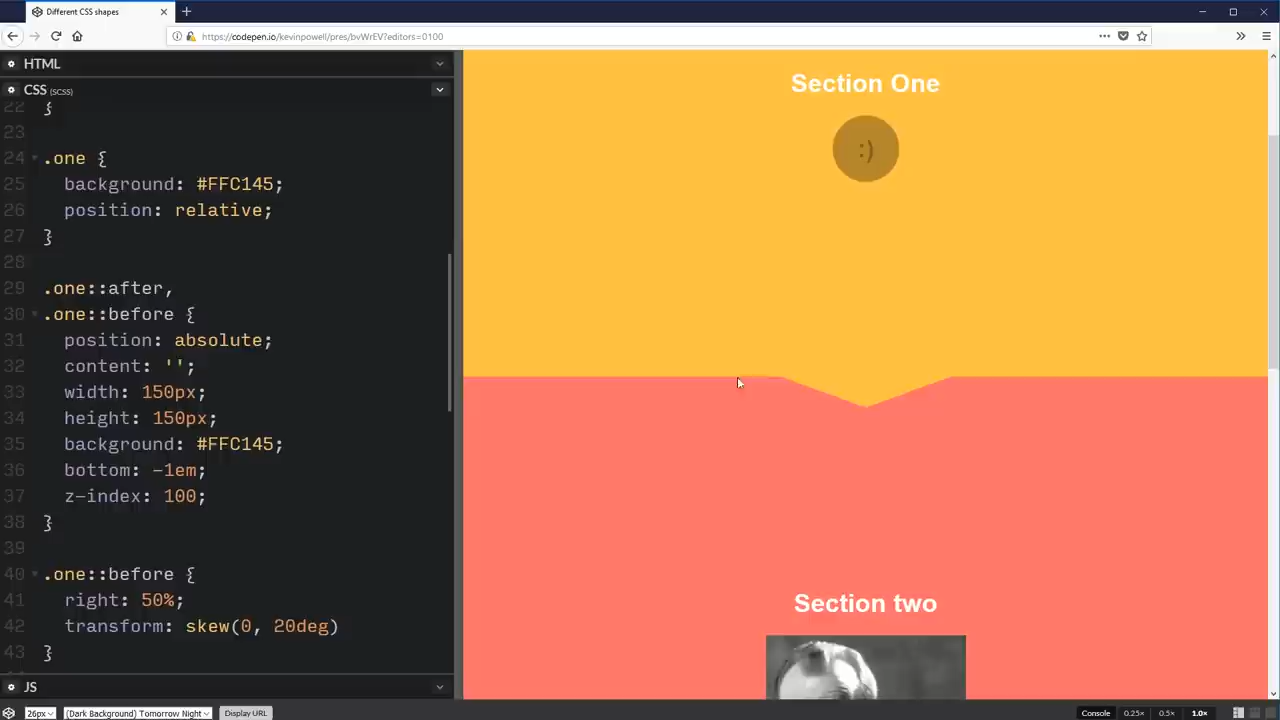 Different CSS shapes
https://codepen.io/kevinpowell/pres/bvWrEV?editors=0100
HTML
CSS (SCSS)
22 }
23
24 .one {
25 background: #FFC145;
26 position: relative;
27 }
28
29 .one::after,
30 .one::before {
31 position: absolute;
32 content: '';
33 width: 150px;
34 height: 150px;
35 background: #FFC145;
36 bottom: -1em;
37 z-index: 100;
38 }
39
40 .one::before {
41 right: 50%;
42 transform: skew(0, 20deg)
43 }
JS
Section One
:)
Section two
26px (Dark Background) Tomorrow Night Display URL Console 0.25× 0.5× 1.0×